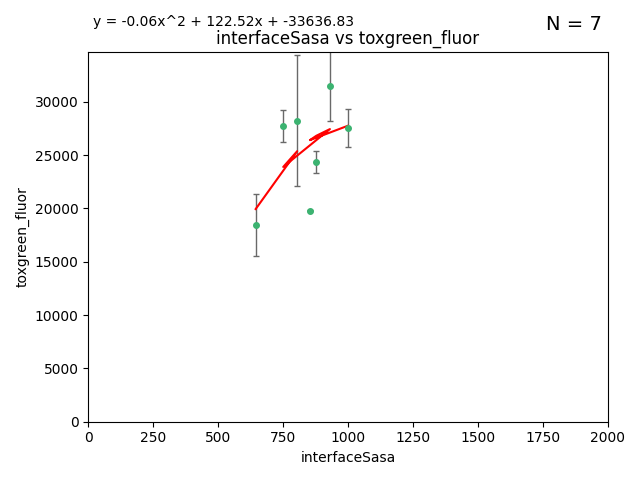 y = -0.06x^2 + 122.52x + -33636.83
N = 7
interfaceSasa vs toxgreen_fluor
30000
25000
20000
15000
10000
5000
0
toxgreen_fluor
0 250 500 750 1000 1250 1500 1750 2000
interfaceSasa